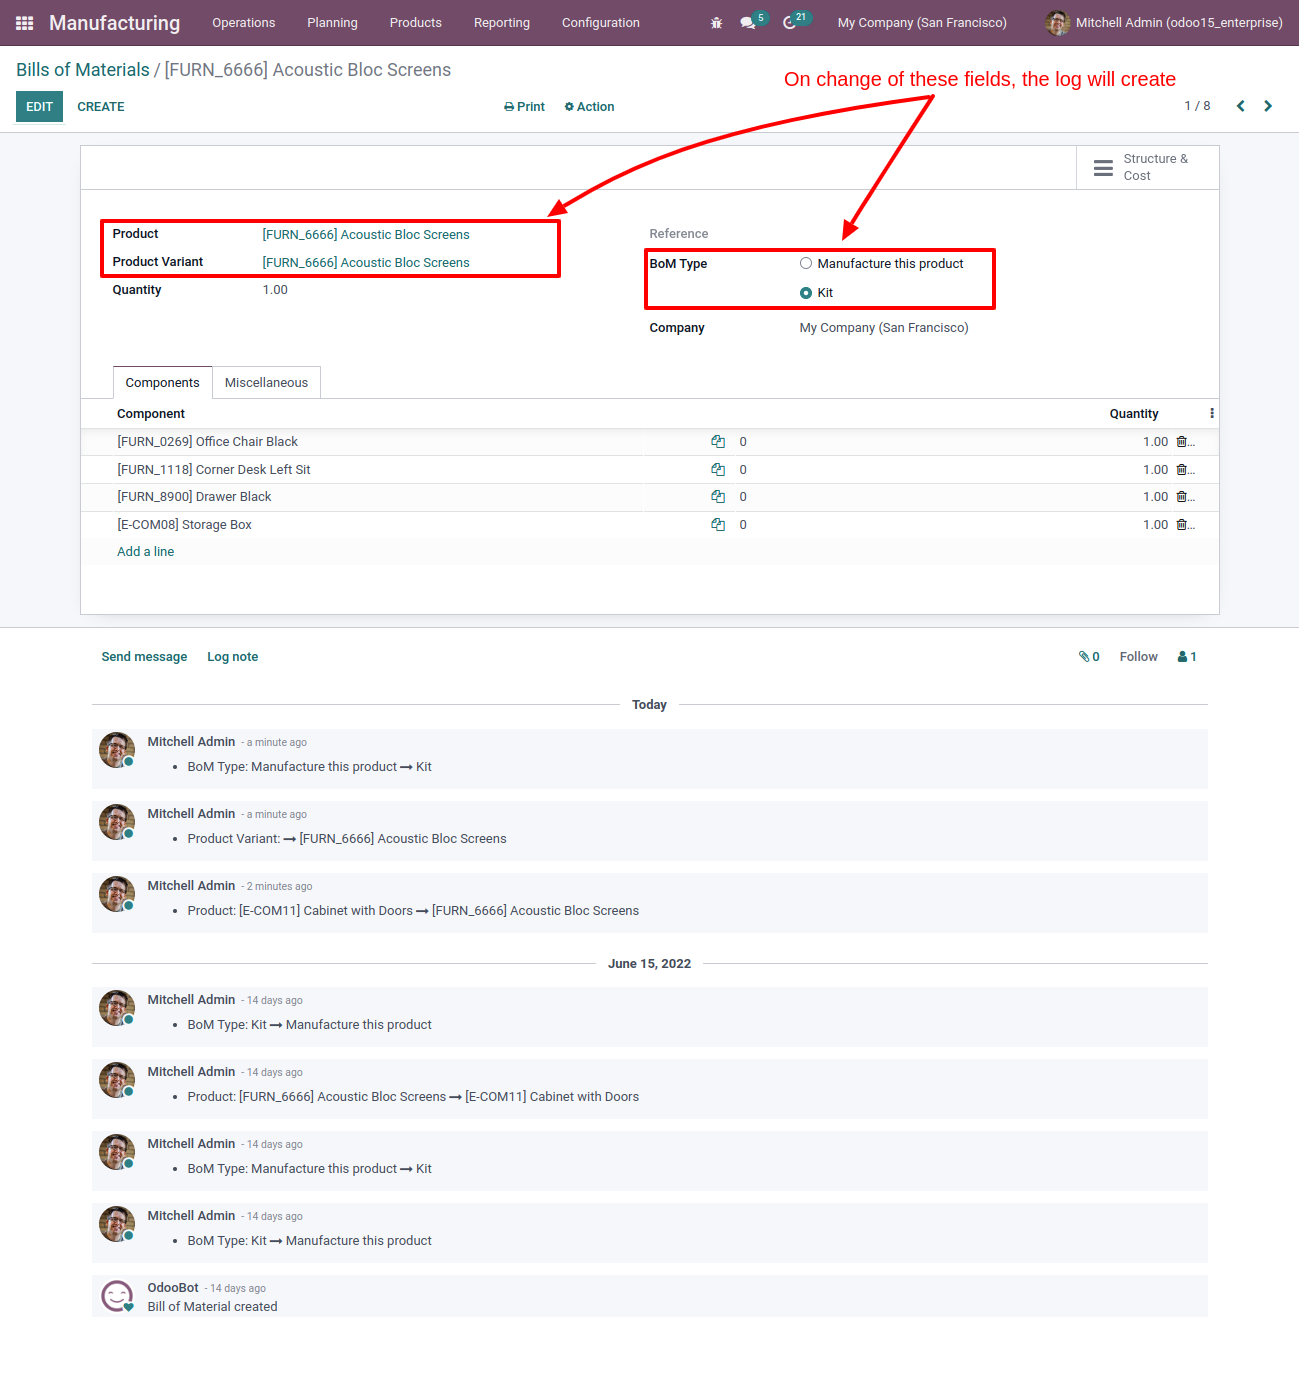 Manufacturing Operations Planning Products Reporting Configuration 5 21 My Company (San Francisco) Mitchell Admin (odoo15_enterprise)
Bills of Materials / [FURN_6666] Acoustic Bloc Screens
On change of these fields, the log will create
EDIT CREATE Print Action 1 / 8
Structure & Cost
Product [FURN_6666] Acoustic Bloc Screens
Reference
Product Variant [FURN_6666] Acoustic Bloc Screens
BoM Type Manufacture this product
Quantity 1.00
Kit
Company My Company (San Francisco)
Components Miscellaneous
Component Quantity
[FURN_0269] Office Chair Black 0 1.00 ...
[FURN_1118] Corner Desk Left Sit 0 1.00 ...
[FURN_8900] Drawer Black 0 1.00 ...
[E-COM08] Storage Box 0 1.00 ...
Add a line
Send message Log note 0 Follow 1
Today
Mitchell Admin - a minute ago
• BoM Type: Manufacture this product → Kit
Mitchell Admin - a minute ago
• Product Variant: → [FURN_6666] Acoustic Bloc Screens
Mitchell Admin - 2 minutes ago
• Product: [E-COM11] Cabinet with Doors → [FURN_6666] Acoustic Bloc Screens
June 15, 2022
Mitchell Admin - 14 days ago
• BoM Type: Kit → Manufacture this product
Mitchell Admin - 14 days ago
• Product: [FURN_6666] Acoustic Bloc Screens → [E-COM11] Cabinet with Doors
Mitchell Admin - 14 days ago
• BoM Type: Manufacture this product → Kit
Mitchell Admin - 14 days ago
• BoM Type: Kit → Manufacture this product
OdooBot - 14 days ago
Bill of Material created